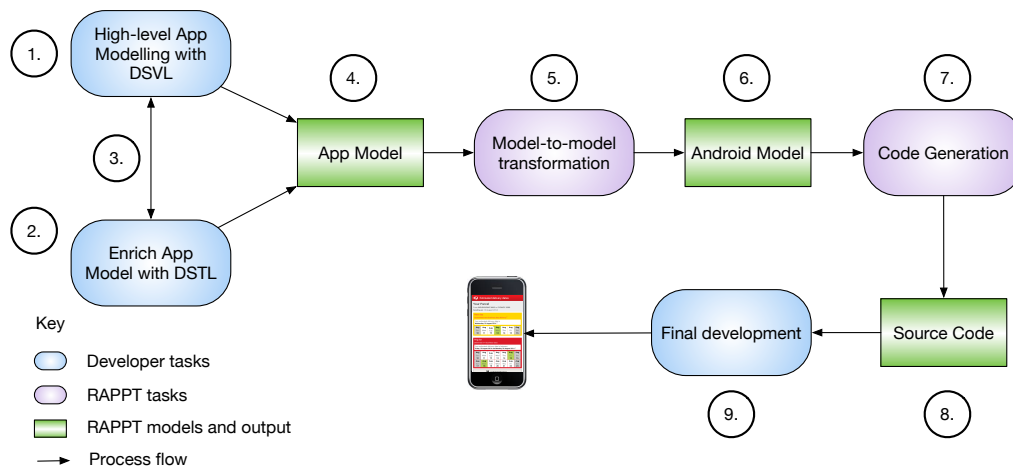 1.
High-level App
Modelling with
DSVL
3.
2.
Enrich App
Model with DSTL
4.
App Model
5.
Model-to-model
transformation
6.
Android Model
7.
Code Generation
8.
Source Code
9.
Final development
Key
Developer tasks
RAPPT tasks
RAPPT models and output
Process flow